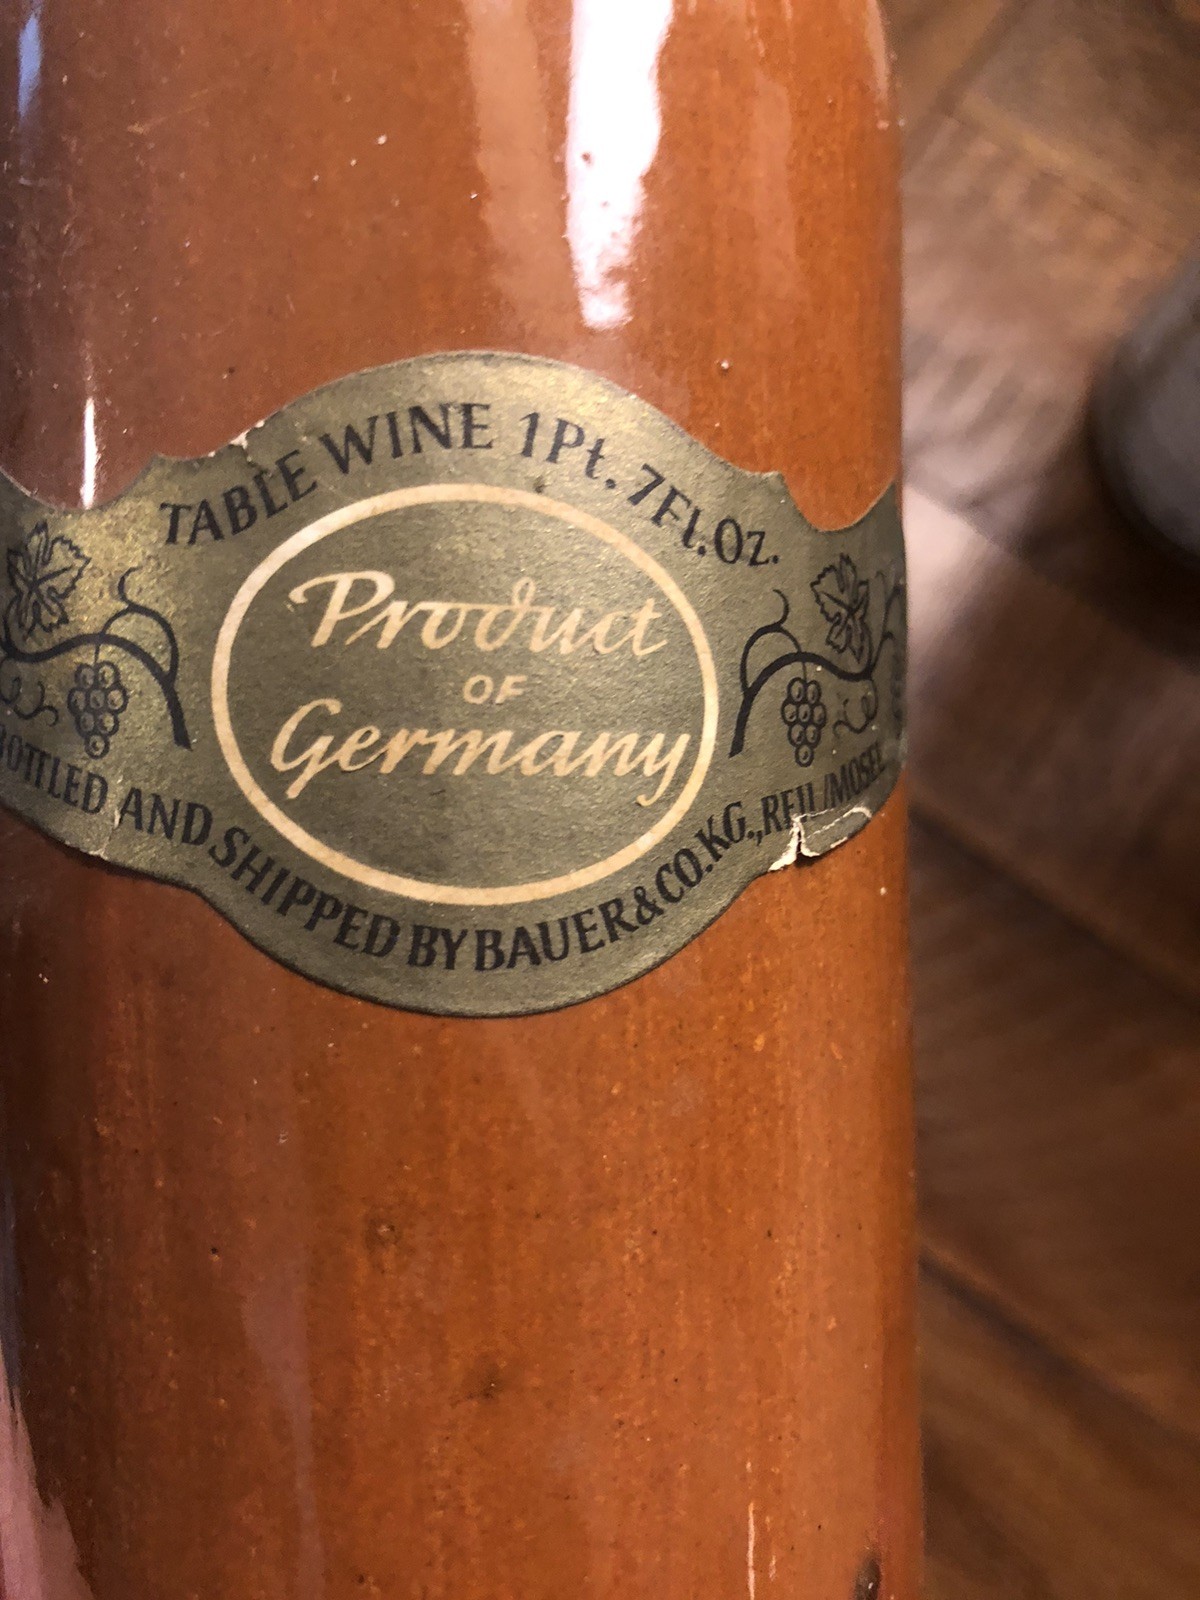 TABLE WINE 1Pt. 7Fl.Oz.
Product
OF
Germany
BOTTLED AND SHIPPED BY BAUER & CO.KG., REIL/MOSEL